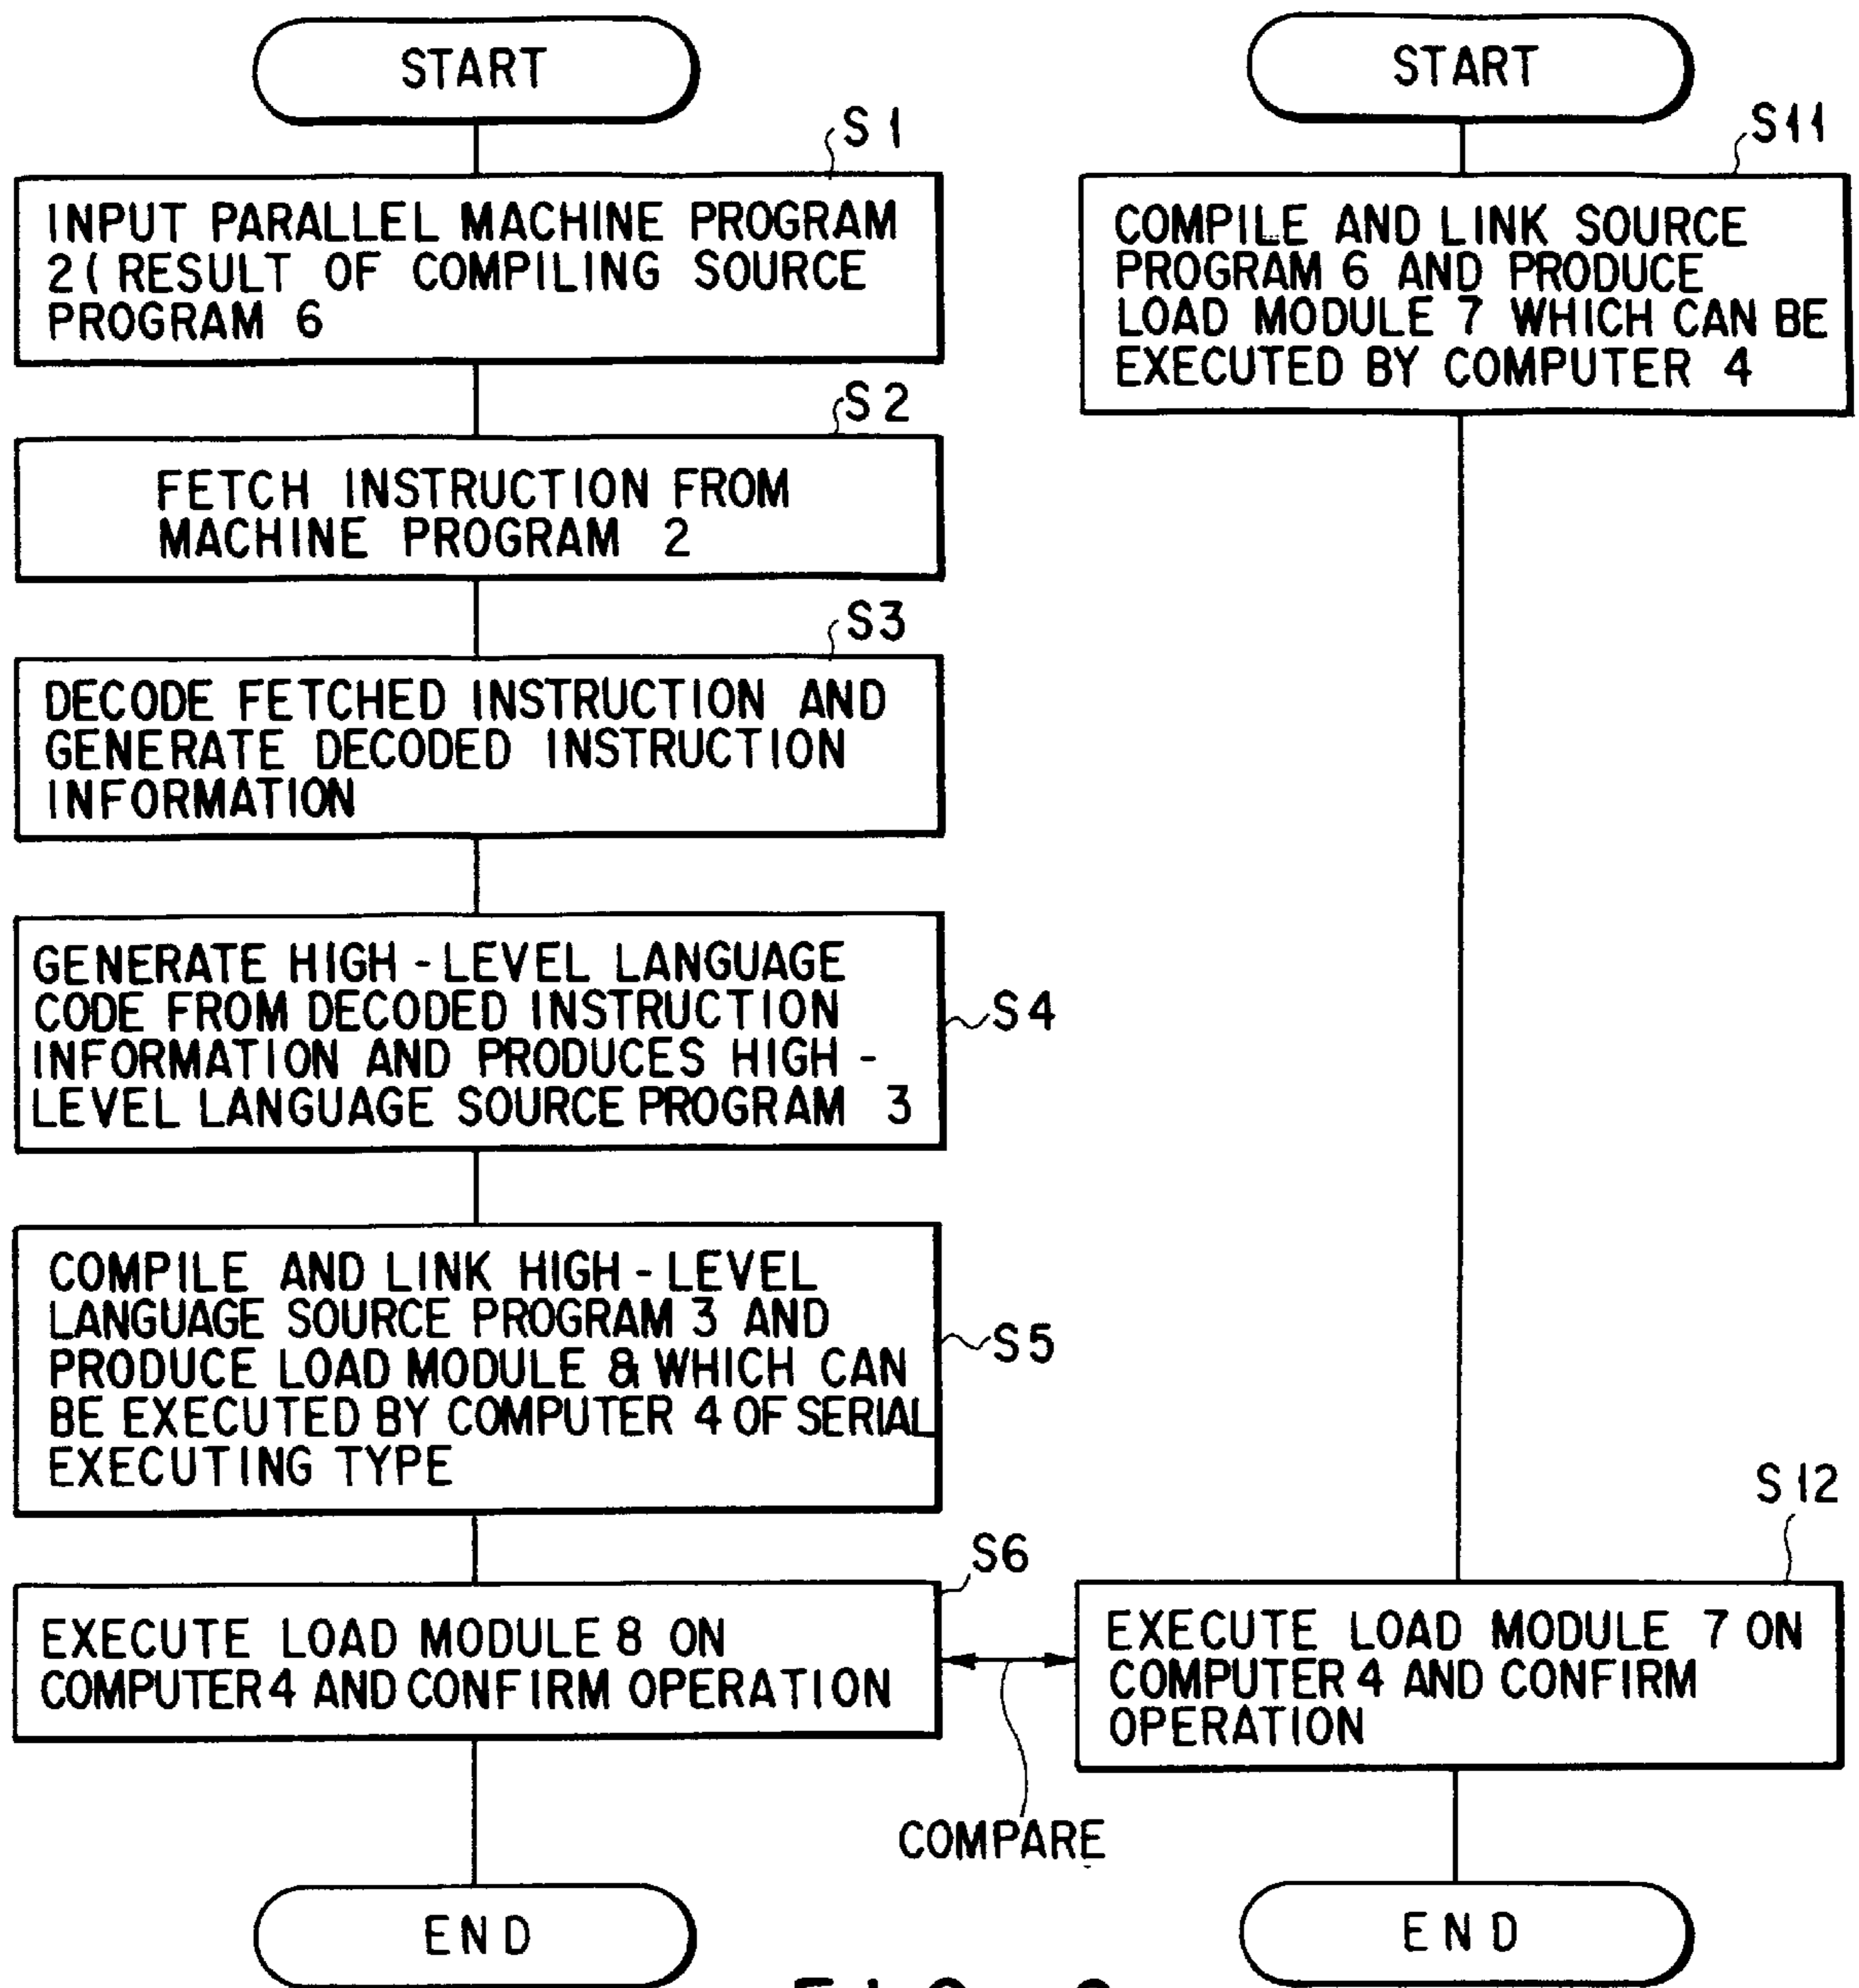 START
S1
INPUT PARALLEL MACHINE PROGRAM
2(RESULT OF COMPILING SOURCE
PROGRAM 6
S2
FETCH INSTRUCTION FROM
MACHINE PROGRAM 2
S3
DECODE FETCHED INSTRUCTION AND
GENERATE DECODED INSTRUCTION
INFORMATION
GENERATE HIGH-LEVEL LANGUAGE
CODE FROM DECODED INSTRUCTION
INFORMATION AND PRODUCES HIGH-
LEVEL LANGUAGE SOURCE PROGRAM 3
S4
COMPILE AND LINK HIGH-LEVEL
LANGUAGE SOURCE PROGRAM 3 AND
PRODUCE LOAD MODULE 8 WHICH CAN
BE EXECUTED BY COMPUTER 4 OF SERIAL
EXECUTING TYPE
S5
S6
EXECUTE LOAD MODULE 8 ON
COMPUTER 4 AND CONFIRM OPERATION
COMPARE
END
START
S11
COMPILE AND LINK SOURCE
PROGRAM 6 AND PRODUCE
LOAD MODULE 7 WHICH CAN BE
EXECUTED BY COMPUTER 4
S12
EXECUTE LOAD MODULE 7 ON
COMPUTER 4 AND CONFIRM
OPERATION
END